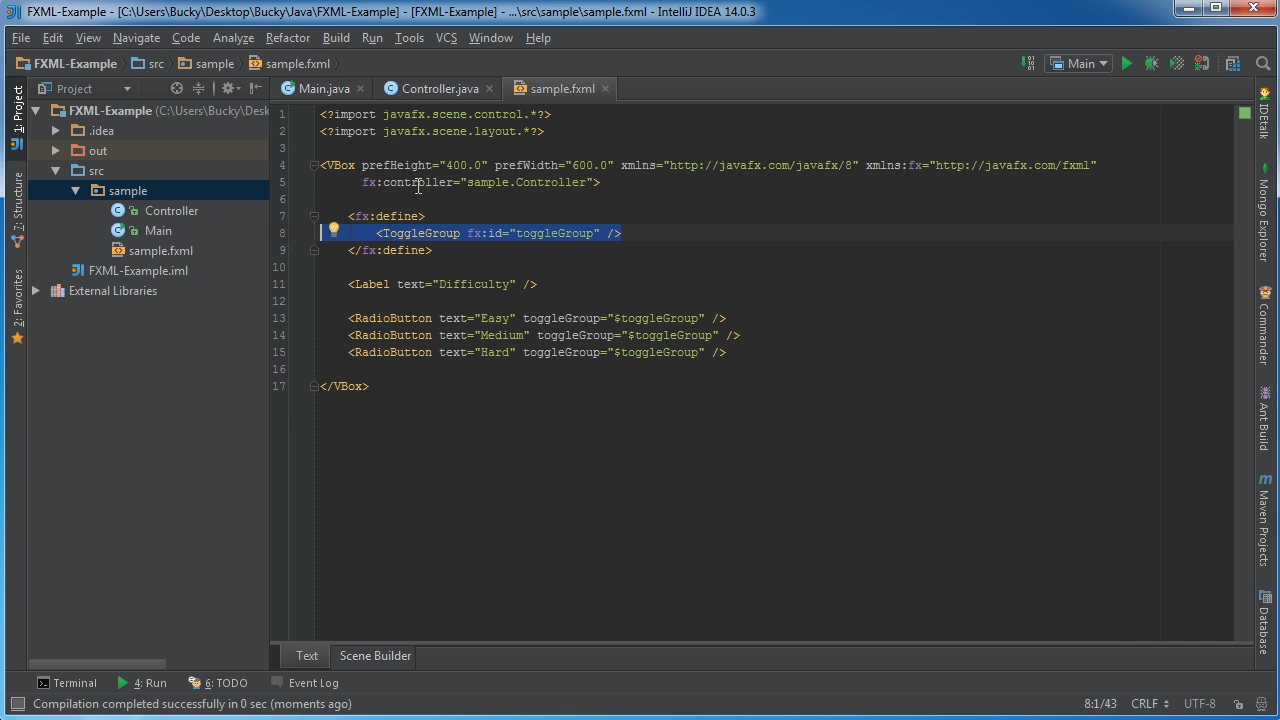 FXML-Example - [C:\Users\Bucky\Desktop\Bucky\Java\FXML-Example] - [FXML-Example] - ...\src\sample\sample.fxml - IntelliJ IDEA 14.0.3
File Edit View Navigate Code Analyze Refactor Build Run Tools VCS Window Help
FXML-Example src sample sample.fxml Main
Project Main.java Controller.java sample.fxml
FXML-Example (C:\Users\Bucky\Desk
.idea
out
src
sample
Controller
Main
sample.fxml
FXML-Example.iml
External Libraries
1: Project
7: Structure
2: Favorites
1 <?import javafx.scene.control.*?>
2 <?import javafx.scene.layout.*?>
3
4 <VBox prefHeight="400.0" prefWidth="600.0" xmlns="http://javafx.com/javafx/8" xmlns:fx="http://javafx.com/fxml"
5 fx:controller="sample.Controller">
6
7 <fx:define>
8 <ToggleGroup fx:id="toggleGroup" />
9 </fx:define>
10
11 <Label text="Difficulty" />
12
13 <RadioButton text="Easy" toggleGroup="$toggleGroup" />
14 <RadioButton text="Medium" toggleGroup="$toggleGroup" />
15 <RadioButton text="Hard" toggleGroup="$toggleGroup" />
16
17 </VBox>
IDEtalk
Mongo Explorer
Commander
Ant Build
Maven Projects
Database
Text Scene Builder
Terminal 4: Run 6: TODO Event Log
Compilation completed successfully in 0 sec (moments ago) 8:1/43 CRLF UTF-8